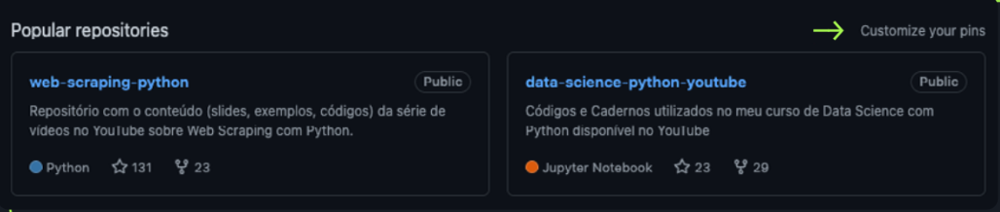 Popular repositories
Customize your pins
web-scraping-python
Public
Repositório com o conteúdo (slides, exemplos, códigos) da série de
vídeos no YouTube sobre Web Scraping com Python.
Python 131 23
data-science-python-youtube
Public
Códigos e Cadernos utilizados no meu curso de Data Science com
Python disponível no YouTube
Jupyter Notebook 23 29